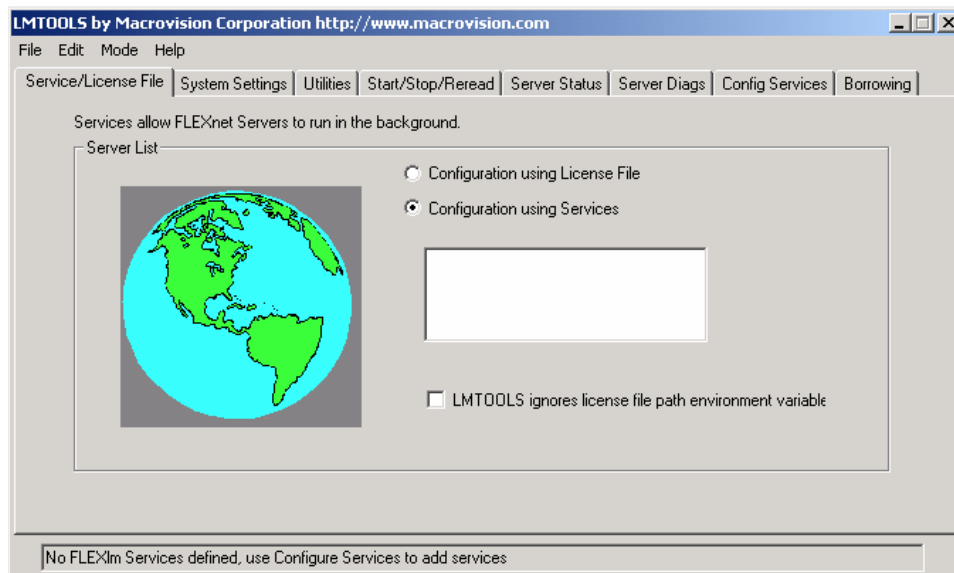 LMTOOLS by Macrovision Corporation http://www.macrovision.com
File Edit Mode Help
Service/License File System Settings Utilities Start/Stop/Reread Server Status Server Diags Config Services Borrowing
Services allow FLEXnet Servers to run in the background.
Server List
Configuration using License File
Configuration using Services
LMTOOLS ignores license file path environment variable
No FLEXlm Services defined, use Configure Services to add services